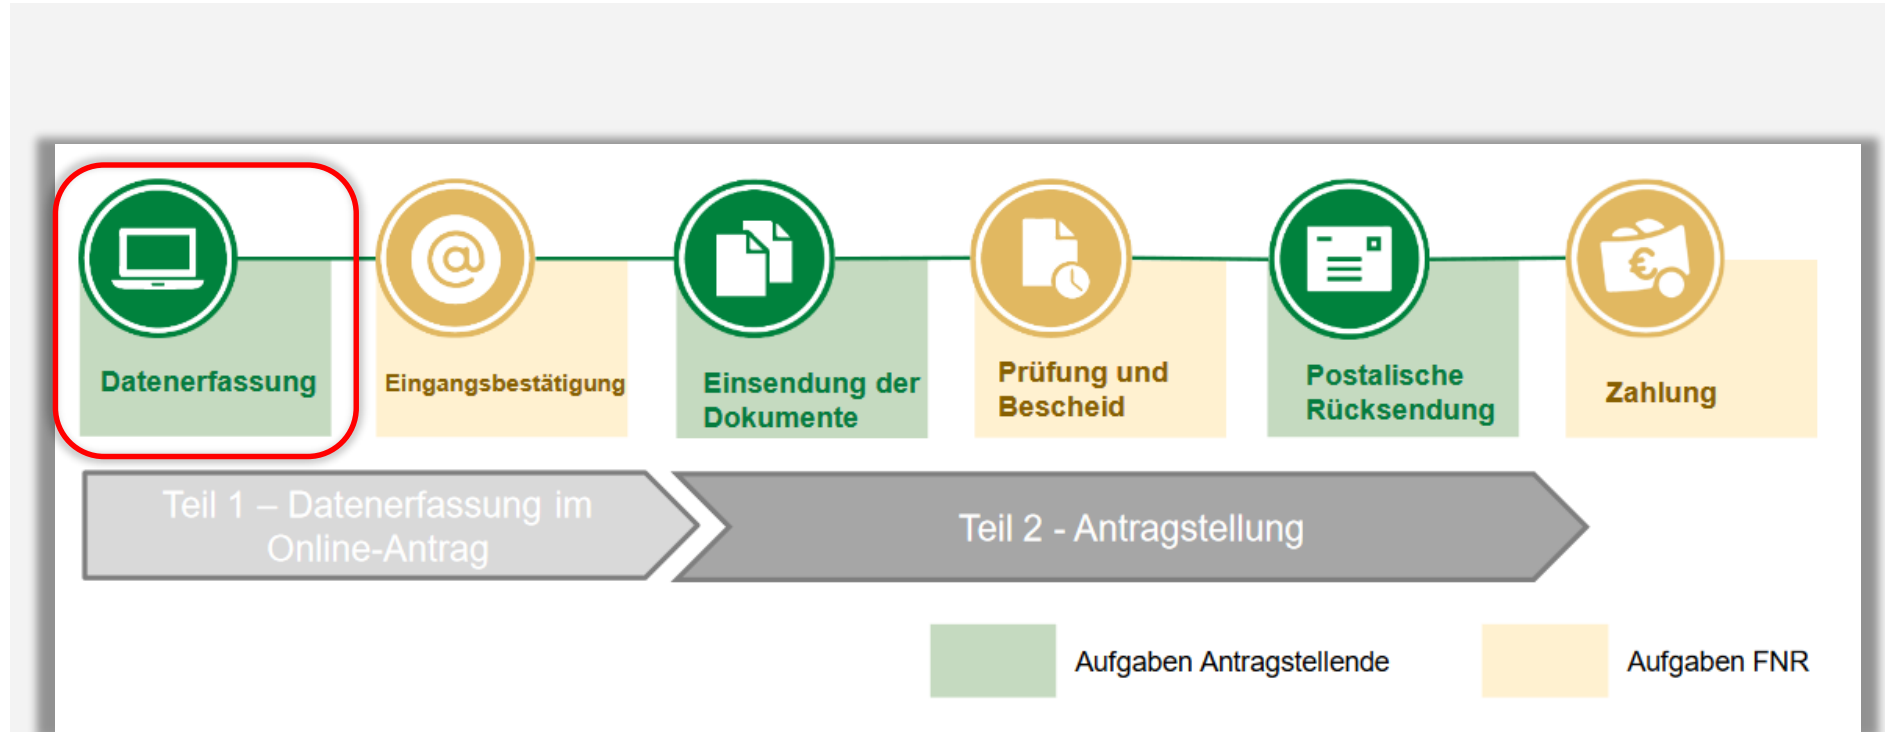 Datenerfassung
Eingangsbestätigung
Einsendung der
Dokumente
Prüfung und
Bescheid
Postalische
Rücksendung
Zahlung
Teil 1 – Datenerfassung im
Online-Antrag
Teil 2 - Antragstellung
Aufgaben Antragstellende
Aufgaben FNR